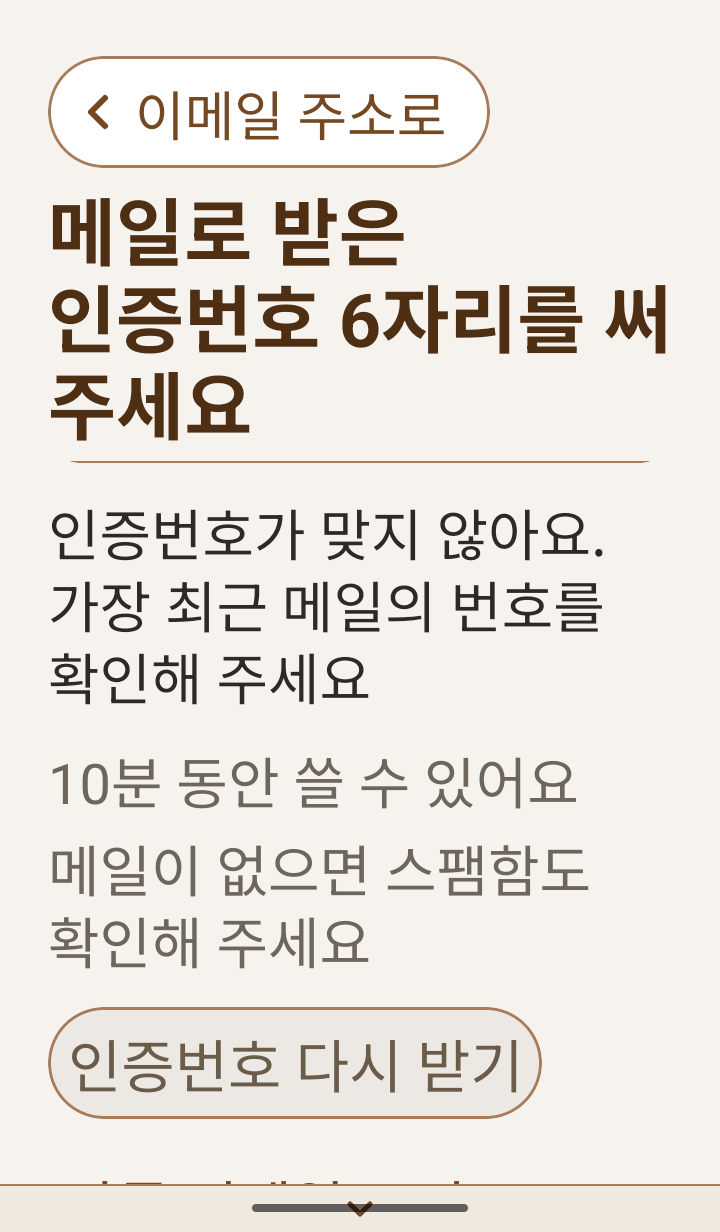 이메일 주소로
메일로 받은
인증번호 6자리를 써
주세요
인증번호가 맞지 않아요.
가장 최근 메일의 번호를
확인해 주세요
10분 동안 쓸 수 있어요
메일이 없으면 스팸함도
확인해 주세요
인증번호 다시 받기